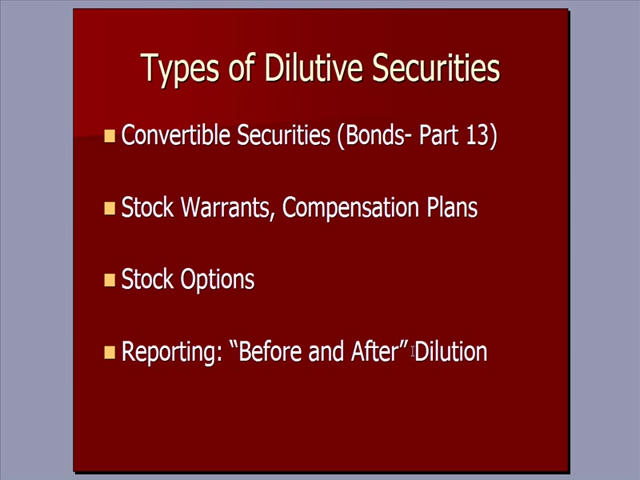 Types of Dilutive Securities
Convertible Securities (Bonds- Part 13)
Stock Warrants, Compensation Plans
Stock Options
Reporting: “Before and After” Dilution